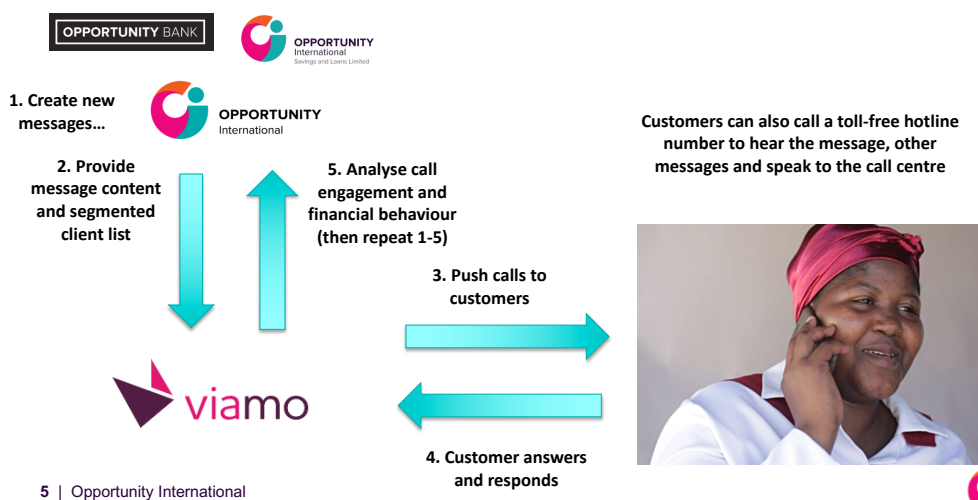 OPPORTUNITY BANK
OPPORTUNITY
International
Savings and Loans Limited
1. Create new
messages…
OPPORTUNITY
International
Customers can also call a toll-free hotline
number to hear the message, other
messages and speak to the call centre
2. Provide
message content
and segmented
client list
5. Analyse call
engagement and
financial behaviour
(then repeat 1-5)
3. Push calls to
customers
viamo
4. Customer answers
and responds
5 | Opportunity International